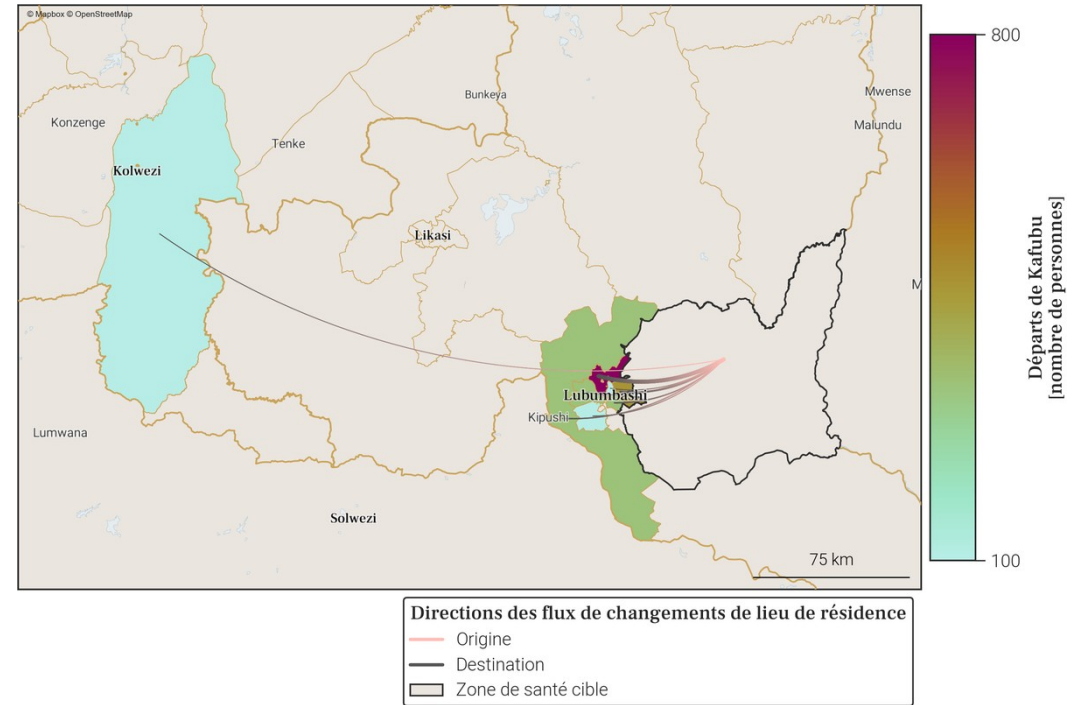 © Mapbox © OpenStreetMap
Konzenge
Kolwezi
Tenke
Bunkeya
Mwense
Malundu
Likasi
M
Lubumbashi
Kipushi
Lumwana
Solwezi
75 km
800
100
Départs de Kafubu
[nombre de personnes]
Directions des flux de changements de lieu de résidence
Origine
Destination
Zone de santé cible